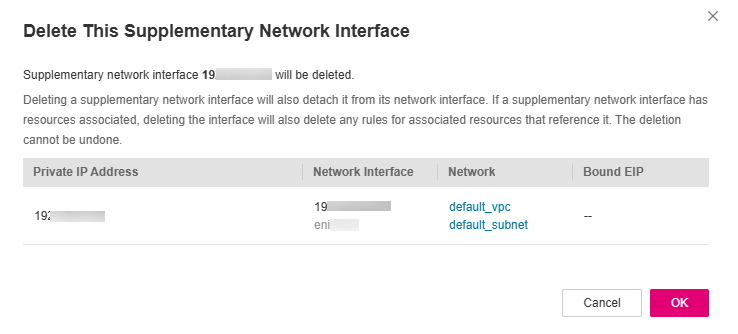 Delete This Supplementary Network Interface
Supplementary network interface 19 will be deleted.
Deleting a supplementary network interface will also detach it from its network interface. If a supplementary network interface has
resources associated, deleting the interface will also delete any rules for associated resources that reference it. The deletion
cannot be undone.
Private IP Address Network Interface Network Bound EIP
192 19 default_vpc --
eni default_subnet
Cancel OK